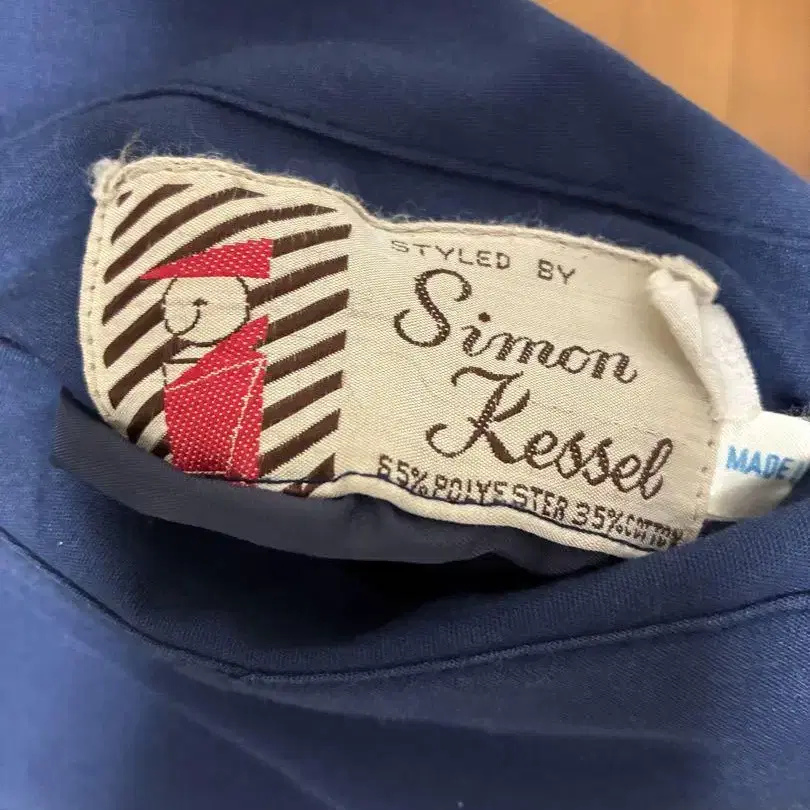 STYLED BY
Simon
Kessel
65% POLYESTER 35% COTTON
MADE